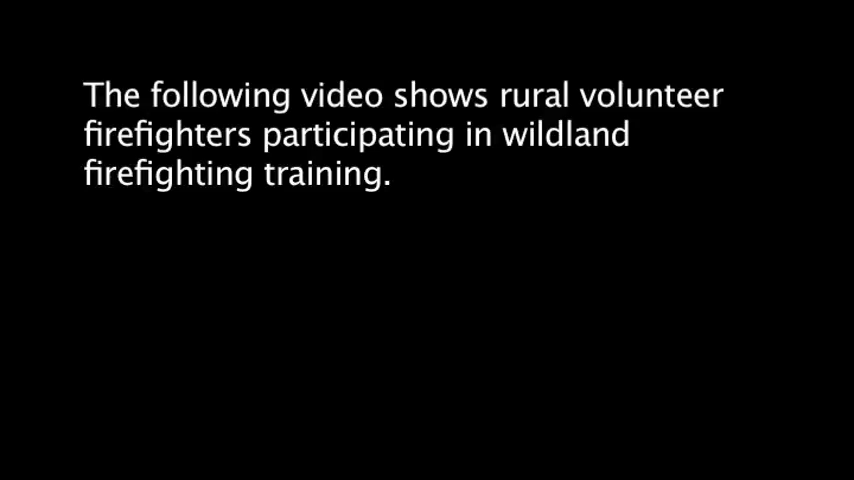 The following video shows rural volunteer
firefighters participating in wildland
firefighting training.